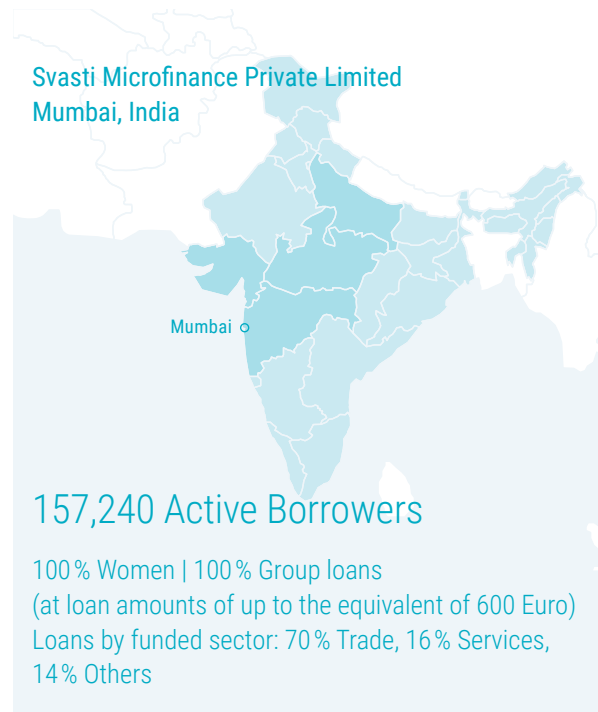 Svasti Microfinance Private Limited
Mumbai, India
Mumbai
157,240 Active Borrowers
100 % Women | 100 % Group loans
(at loan amounts of up to the equivalent of 600 Euro)
Loans by funded sector: 70 % Trade, 16 % Services,
14 % Others